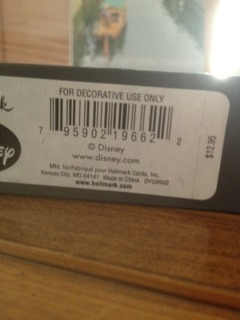 FOR DECORATIVE USE ONLY
7 95902 19662 2
$12.95
© Disney
www.disney.com
Mfd. for/Fabriqué pour Hallmark Cards, Inc.
Kansas City, MO 64141 Made in China DYG9502
www.hallmark.com